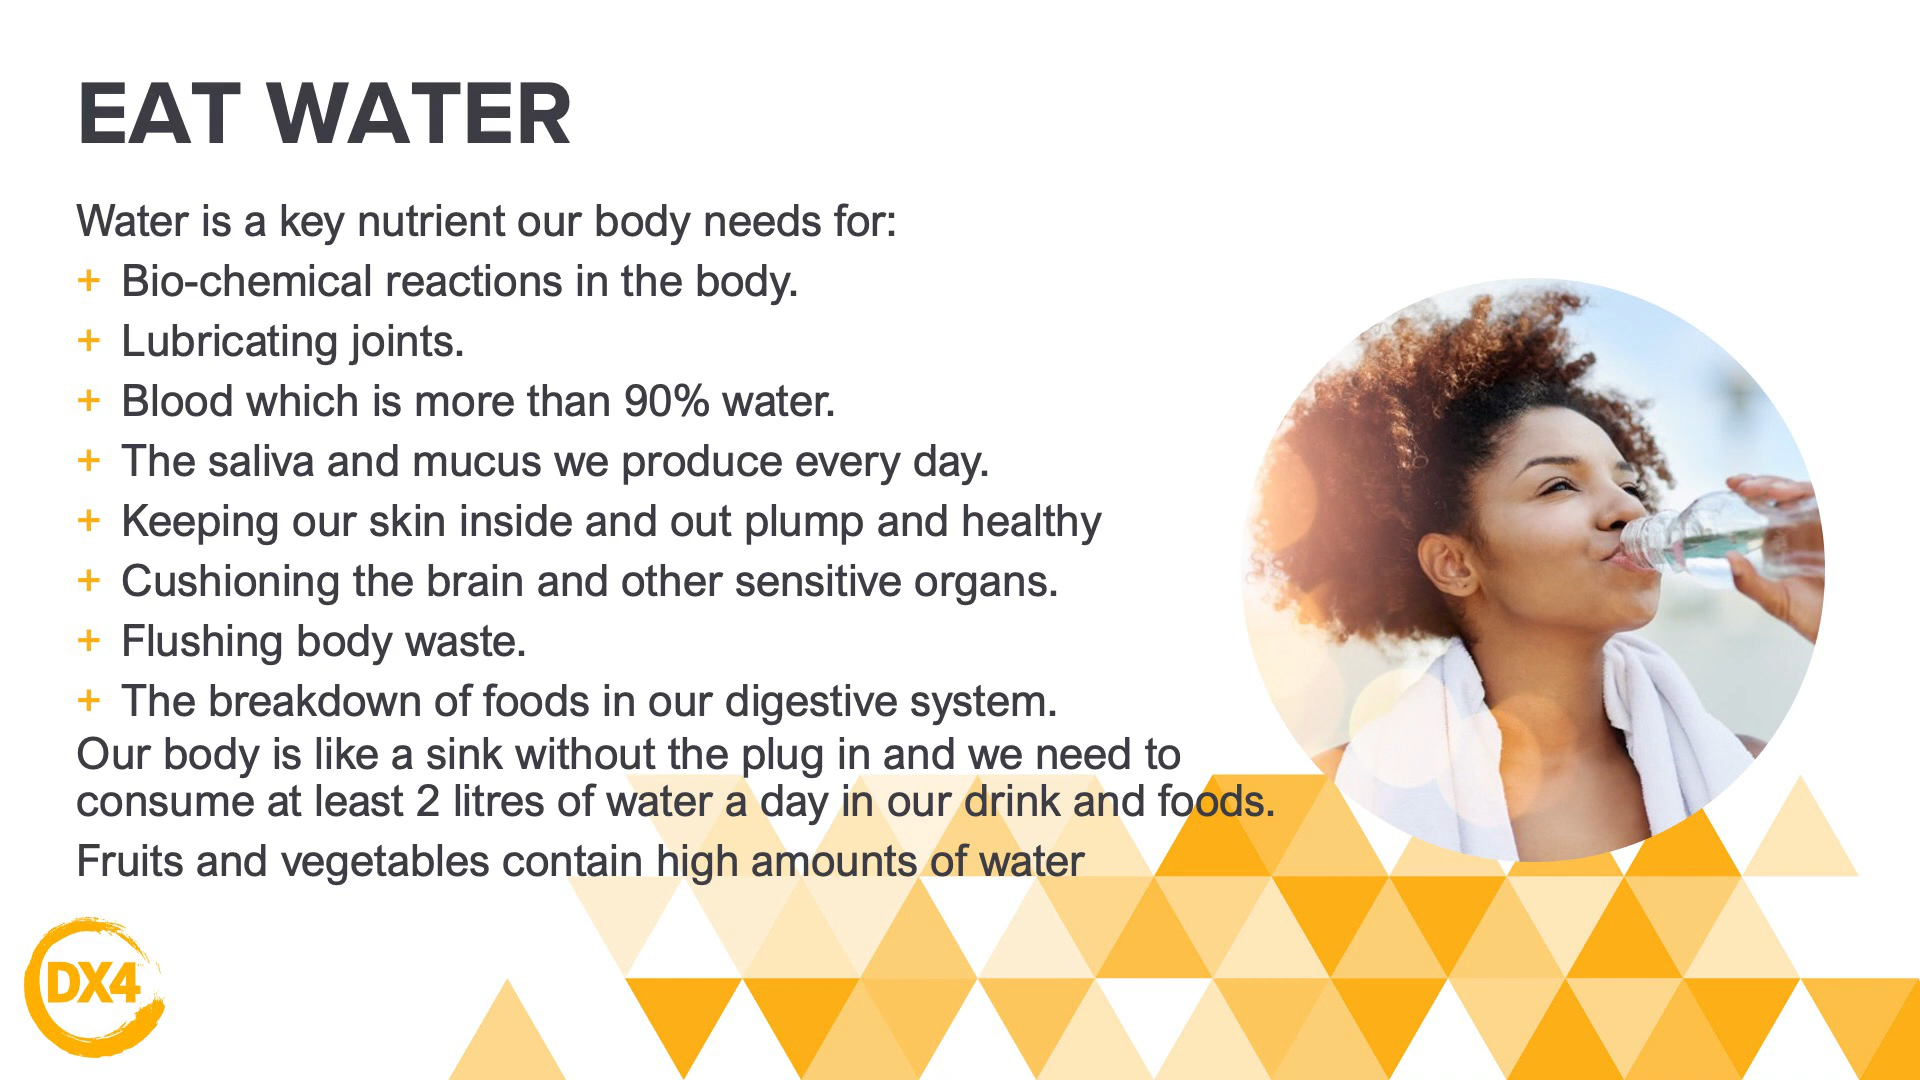 EAT WATER
Water is a key nutrient our body needs for:
+ Bio-chemical reactions in the body.
+ Lubricating joints.
+ Blood which is more than 90% water.
+ The saliva and mucus we produce every day.
+ Keeping our skin inside and out plump and healthy
+ Cushioning the brain and other sensitive organs.
+ Flushing body waste.
+ The breakdown of foods in our digestive system.
Our body is like a sink without the plug in and we need to
consume at least 2 litres of water a day in our drink and foods.
Fruits and vegetables contain high amounts of water
DX4